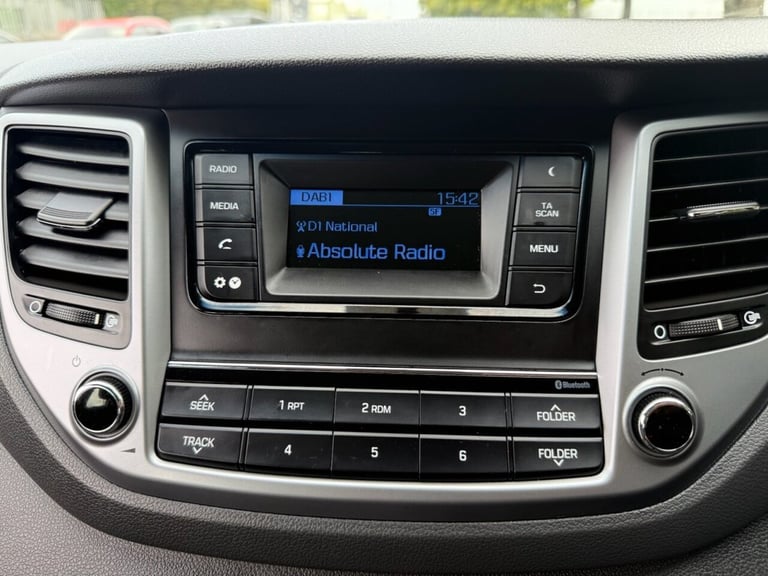 RADIO
MEDIA
DAB1 15:42
SF
D1 National
Absolute Radio
TA
SCAN
MENU
Bluetooth
SEEK
1 RPT
2 RDM
3
FOLDER
TRACK
4
5
6
FOLDER